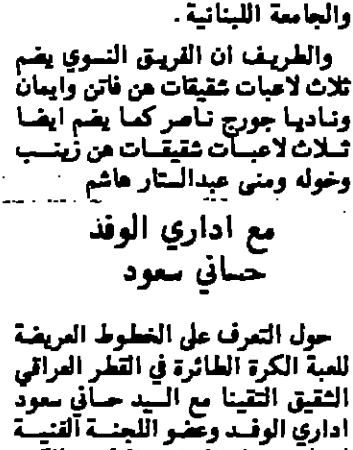 والجامعة اللبنانية .
والطريف ان الفريق النسوي يضم
ثلاث لاعبات شقيقات هن فاتن وايمان
وناديا جورج ناصر كما يضم ايضا
ثلاث لاعبات شقيقات هن زينب
وخوله ومنى عبدالستار هاشم
مع اداري الوفد
حساني سعود
حول التعرف على الخطوط العريضة
للعبة الكرة الطائرة في القطر العراقي
الشقيق التقينا مع السيد حساني سعود
اداري الوفد وعضو اللجنة الفنية